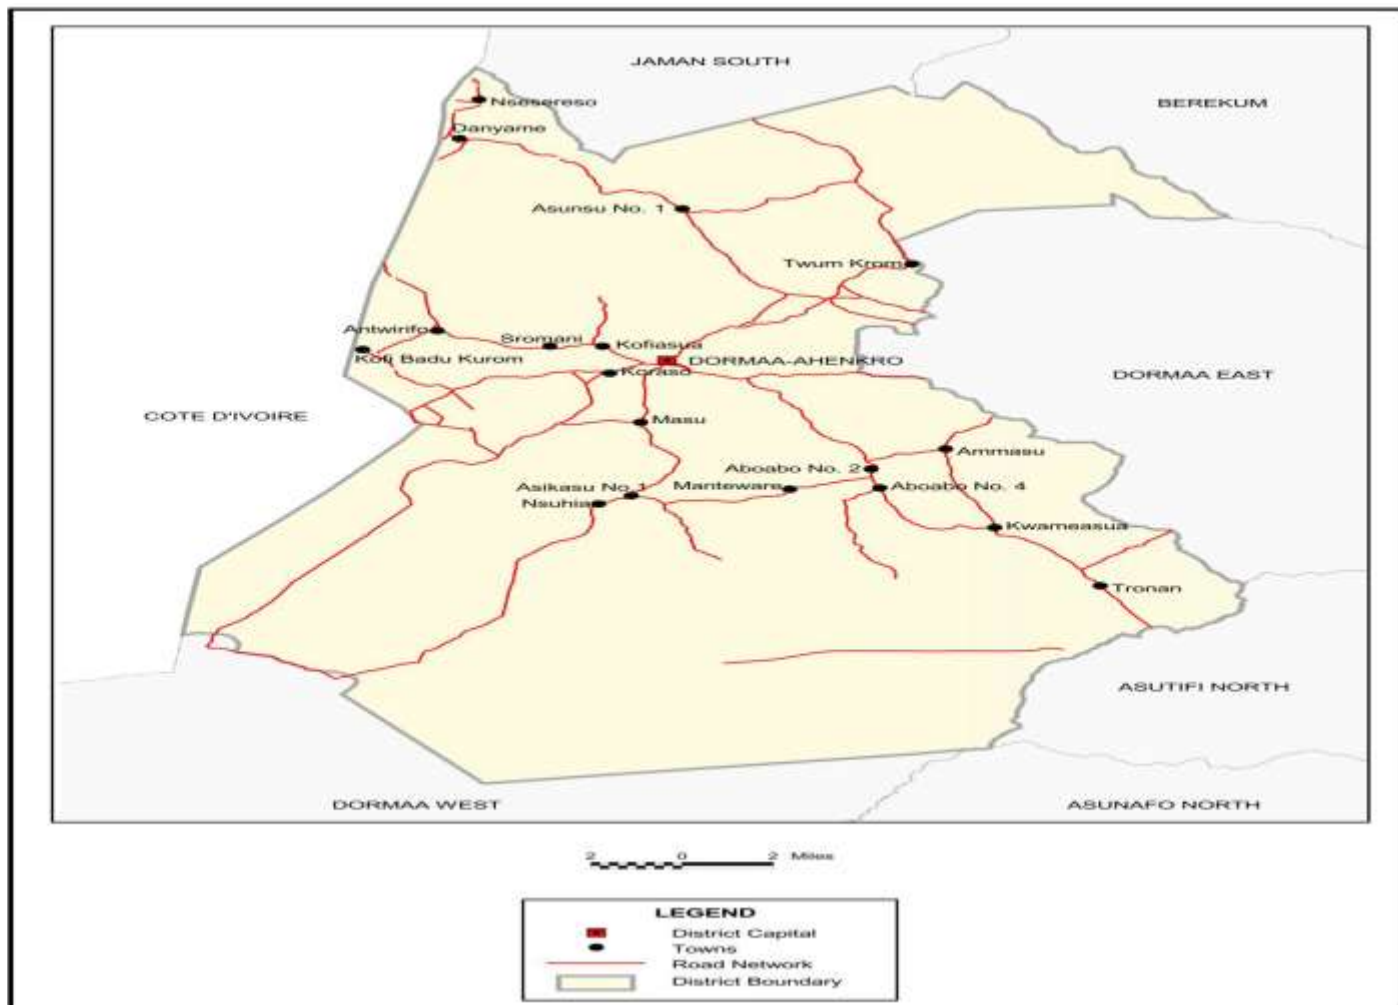 JAMAN SOUTH
BEREKUM
Nsesereso
Danyame
Asunsu No. 1
Twum Krom
Antwirifo
Sromani
Kofiasua
Kofi Badu Kurom
DORMAA-AHENKRO
Koraso
DORMAA EAST
COTE D'IVOIRE
Masu
Ammasu
Aboabo No. 2
Asikasu No.1
Manteware
Aboabo No. 4
Nsuhia
Kwameasua
Tronan
ASUTIFI NORTH
DORMAA WEST
ASUNAFO NORTH
2 0 2 Miles
LEGEND
District Capital
Towns
Road Network
District Boundary